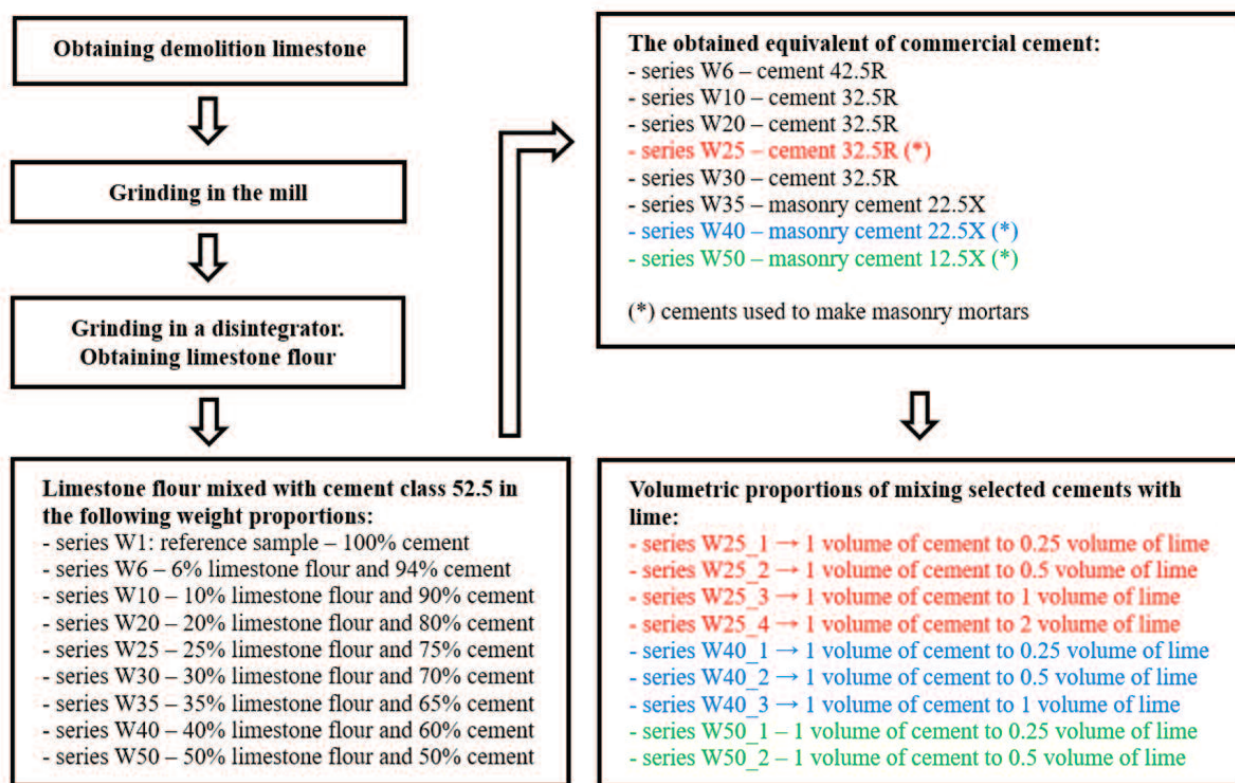 Obtaining demolition limestone
Grinding in the mill
Grinding in a disintegrator.
Obtaining limestone flour
Limestone flour mixed with cement class 52.5 in
the following weight proportions:
- series W1: reference sample – 100% cement
- series W6 – 6% limestone flour and 94% cement
- series W10 – 10% limestone flour and 90% cement
- series W20 – 20% limestone flour and 80% cement
- series W25 – 25% limestone flour and 75% cement
- series W30 – 30% limestone flour and 70% cement
- series W35 – 35% limestone flour and 65% cement
- series W40 – 40% limestone flour and 60% cement
- series W50 – 50% limestone flour and 50% cement
The obtained equivalent of commercial cement:
- series W6 – cement 42.5R
- series W10 – cement 32.5R
- series W20 – cement 32.5R
- series W25 – cement 32.5R (*)
- series W30 – cement 32.5R
- series W35 – masonry cement 22.5X
- series W40 – masonry cement 22.5X (*)
- series W50 – masonry cement 12.5X (*)
(*) cements used to make masonry mortars
Volumetric proportions of mixing selected cements with
lime:
- series W25_1 → 1 volume of cement to 0.25 volume of lime
- series W25_2 → 1 volume of cement to 0.5 volume of lime
- series W25_3 → 1 volume of cement to 1 volume of lime
- series W25_4 → 1 volume of cement to 2 volume of lime
- series W40_1 → 1 volume of cement to 0.25 volume of lime
- series W40_2 → 1 volume of cement to 0.5 volume of lime
- series W40_3 → 1 volume of cement to 1 volume of lime
- series W50_1 – 1 volume of cement to 0.25 volume of lime
- series W50_2 – 1 volume of cement to 0.5 volume of lime